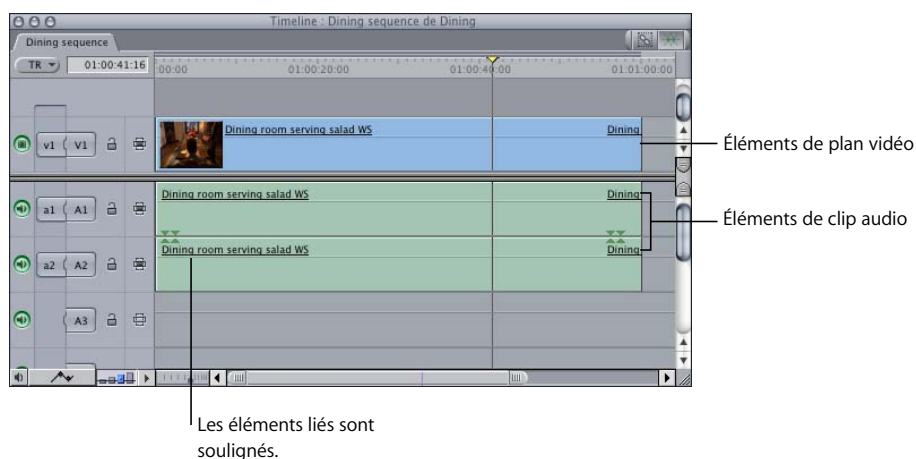 Timeline : Dining sequence de Dining
Dining sequence
TR 01:00:41:16 00:00 01:00:20:00 01:00:40:00 01:01:00:00
v1 V1 Dining room serving salad WS Dining
Éléments de plan vidéo
a1 A1 Dining room serving salad WS Dining
Éléments de clip audio
a2 A2 Dining room serving salad WS Dining
A3
Les éléments liés sont
soulignés.